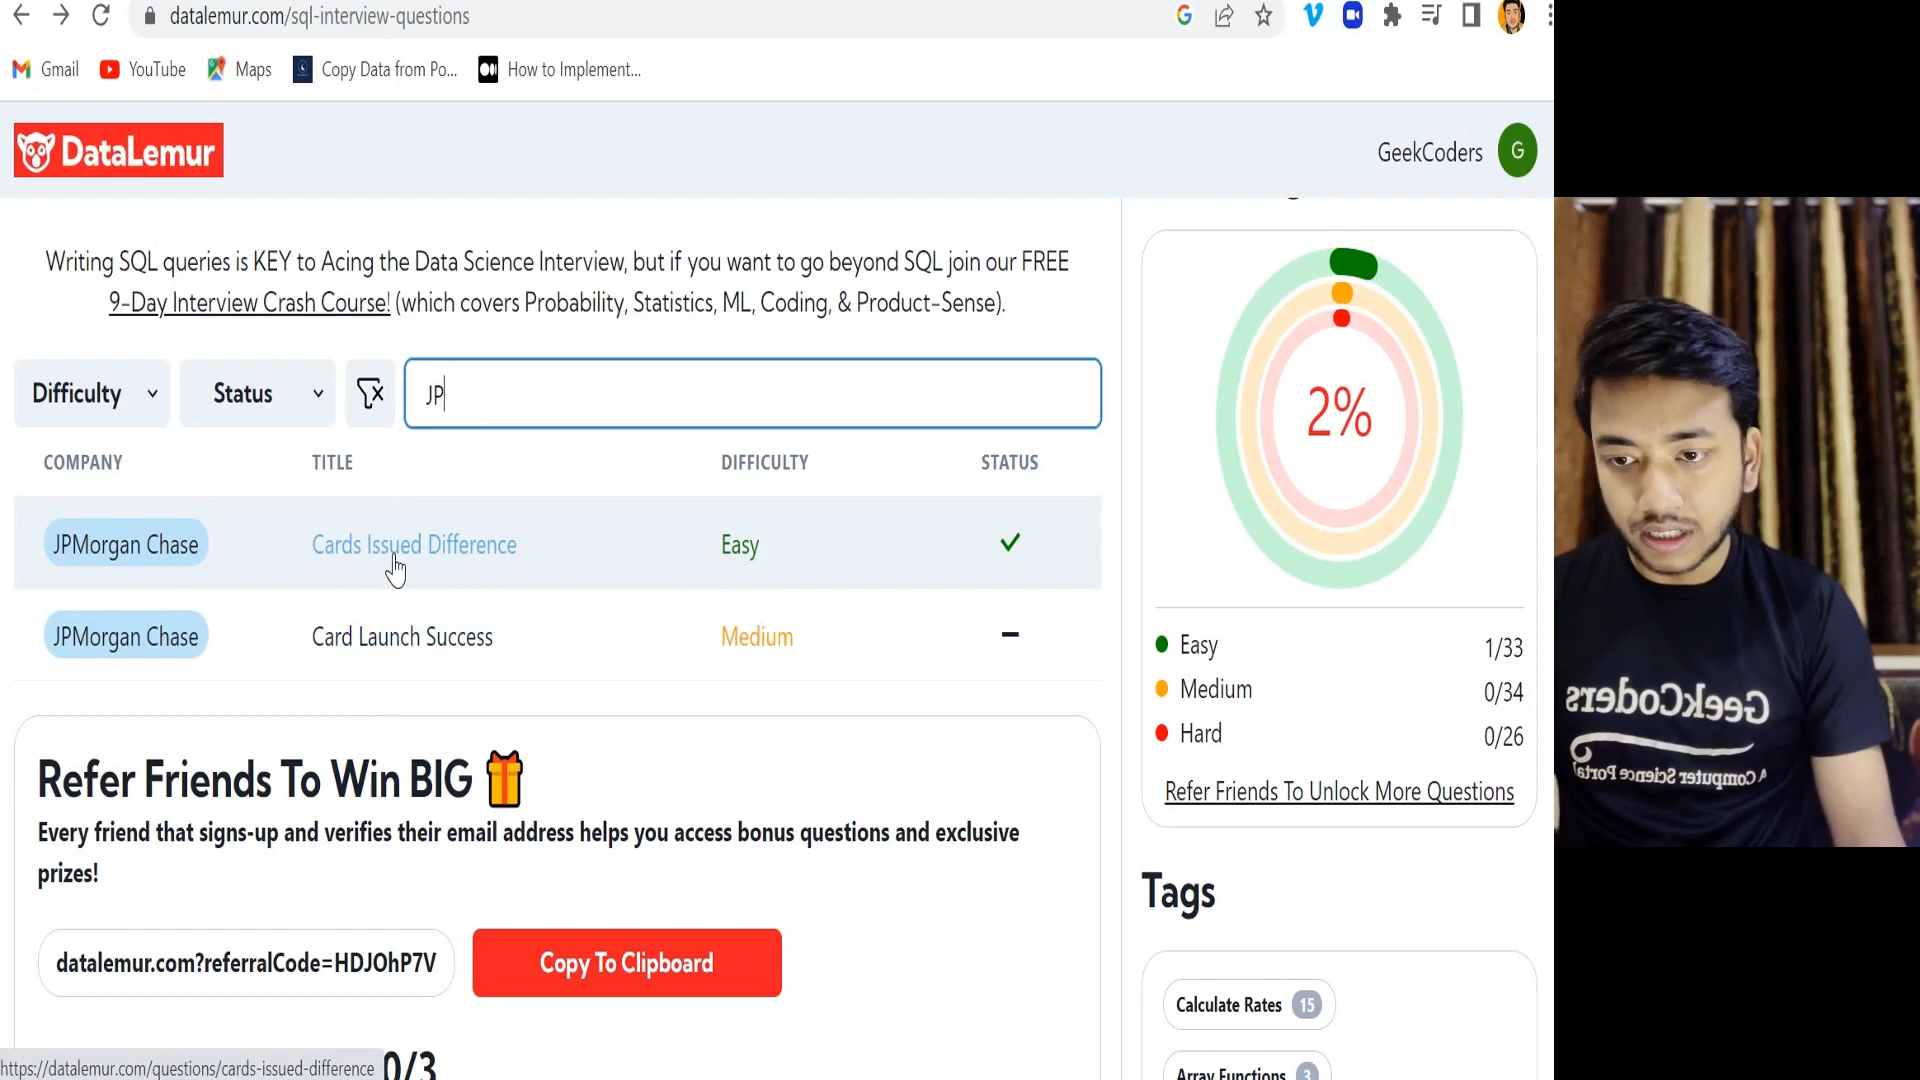 datalemur.com/sql-interview-questions
Gmail YouTube Maps Copy Data from Po... How to Implement...
DataLemur
GeekCoders G
Writing SQL queries is KEY to Acing the Data Science Interview, but if you want to go beyond SQL join our FREE
9-Day Interview Crash Course! (which covers Probability, Statistics, ML, Coding, & Product-Sense).
Difficulty Status JP
COMPANY TITLE DIFFICULTY STATUS
JPMorgan Chase Cards Issued Difference Easy
JPMorgan Chase Card Launch Success Medium
Refer Friends To Win BIG
Every friend that signs-up and verifies their email address helps you access bonus questions and exclusive
prizes!
datalemur.com?referralCode=HDJOhP7V Copy To Clipboard
0/3
https://datalemur.com/questions/cards-issued-difference
2%
Easy 1/33
Medium 0/34
Hard 0/26
Refer Friends To Unlock More Questions
Tags
Calculate Rates 15
Array Functions 3
GeekCoders
A Computer Science Portal